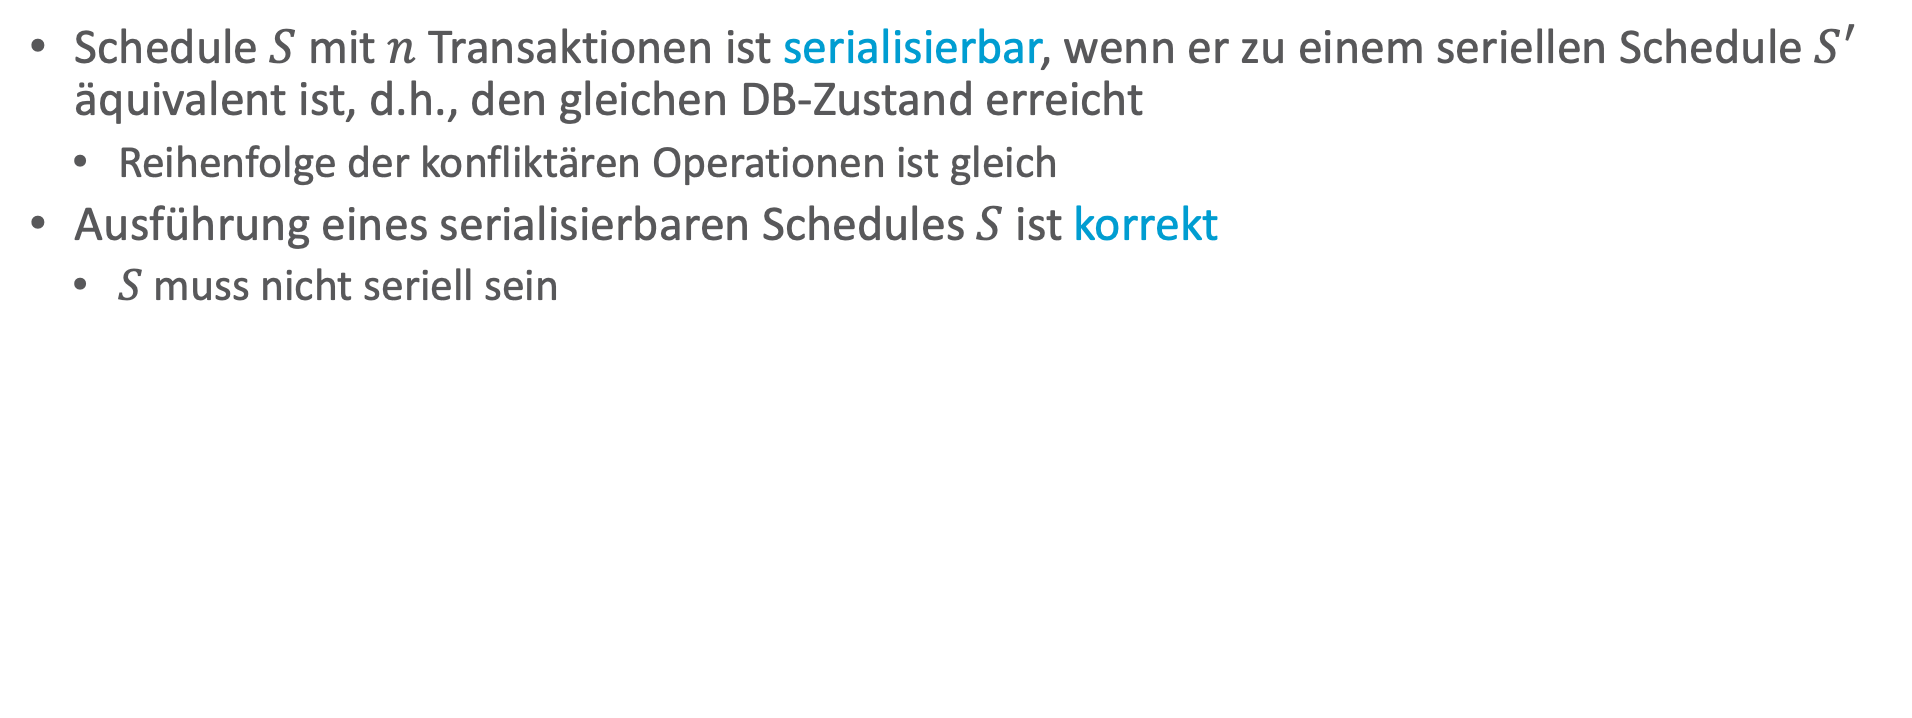 • Schedule S mit n Transaktionen ist serialisierbar, wenn er zu einem seriellen Schedule S′
äquivalent ist, d.h., den gleichen DB-Zustand erreicht
• Reihenfolge der konfliktären Operationen ist gleich
• Ausführung eines serialisierbaren Schedules S ist korrekt
• S muss nicht seriell sein